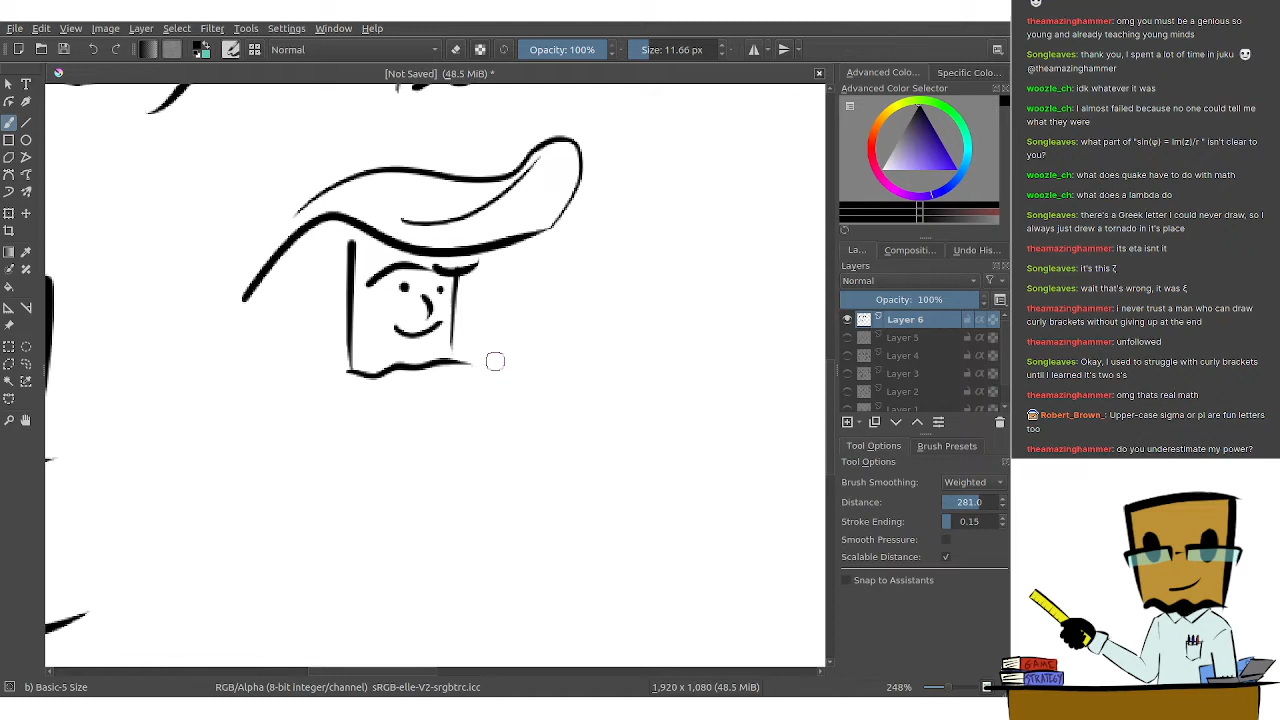 File Edit View Image Layer Select Filter Tools Settings Window Help
Normal
Opacity: 100%
Size: 11.66 px
[Not Saved] (48.5 MiB) *
Advanced Colo...
Specific Colo...
Advanced Color Selector
La...
Compositi...
Undo His...
Layers
Normal
Opacity: 100%
Layer 6
Layer 5
Layer 4
Layer 3
Layer 2
Layer 1
Tool Options
Brush Presets
Tool Options
Brush Smoothing: Weighted
Distance: 281.0
Stroke Ending: 0.15
Smooth Pressure:
Scalable Distance:
Snap to Assistants
b) Basic-5 Size
RGB/Alpha (8-bit integer/channel) sRGB-elle-V2-srgbtrc.icc
1,920 x 1,080 (48.5 MiB)
248%
theamazinghammer: omg you must be a genious so
young and already teaching young minds
Songleaves: thank you, I spent a lot of time in juku
@theamazinghammer
woozle_ch: idk whatever it was
woozle_ch: I almost failed because no one could tell me
what they were
Songleaves: what part of "sin(φ) = ln(z)/r " isn't clear to
you?
woozle_ch: what does quake have to do with math
woozle_ch: what does a lambda do
Songleaves: there's a Greek letter I could never draw, so I
always just drew a tornado in it's place
theamazinghammer: its eta isnt it
Songleaves: it's this ζ
Songleaves: wait that's wrong, it was ξ
theamazinghammer: i never trust a man who can draw
curly brackets without giving up at the end
theamazinghammer: unfollowed
Songleaves: Okay, I used to struggle with curly brackets
until I learned it's two s's
theamazinghammer: omg thats real math
Robert_Brown_: Upper-case sigma or pi are fun letters
too
theamazinghammer: do you underestimate my power?
GAME
STRATEGY